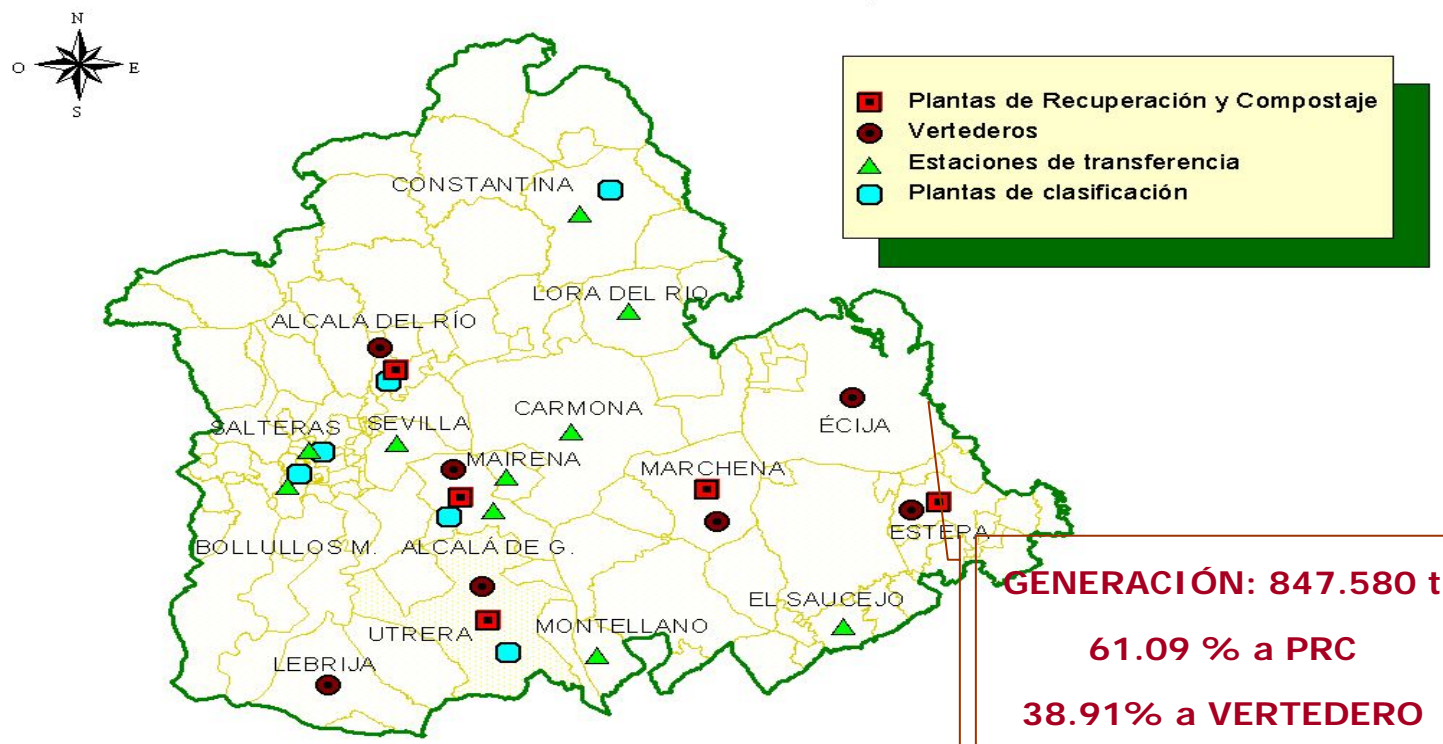 N
O
E
S
Plantas de Recuperación y Compostaje
Vertederos
Estaciones de transferencia
Plantas de clasificación
CONSTANTINA
LORA DEL RIO
ALCALA DEL RÍO
CARMONA
ÉCIJA
SALTERAS
SEVILLA
MAIRENA
MARCHENA
ESTEPA
BOLLULLOS M.
ALCALÁ DE G.
EL SAUCEJO
UTRERA
MONTELLANO
LEBRIJA
GENERACIÓN: 847.580 t
61.09 % a PRC
38.91% a VERTEDERO